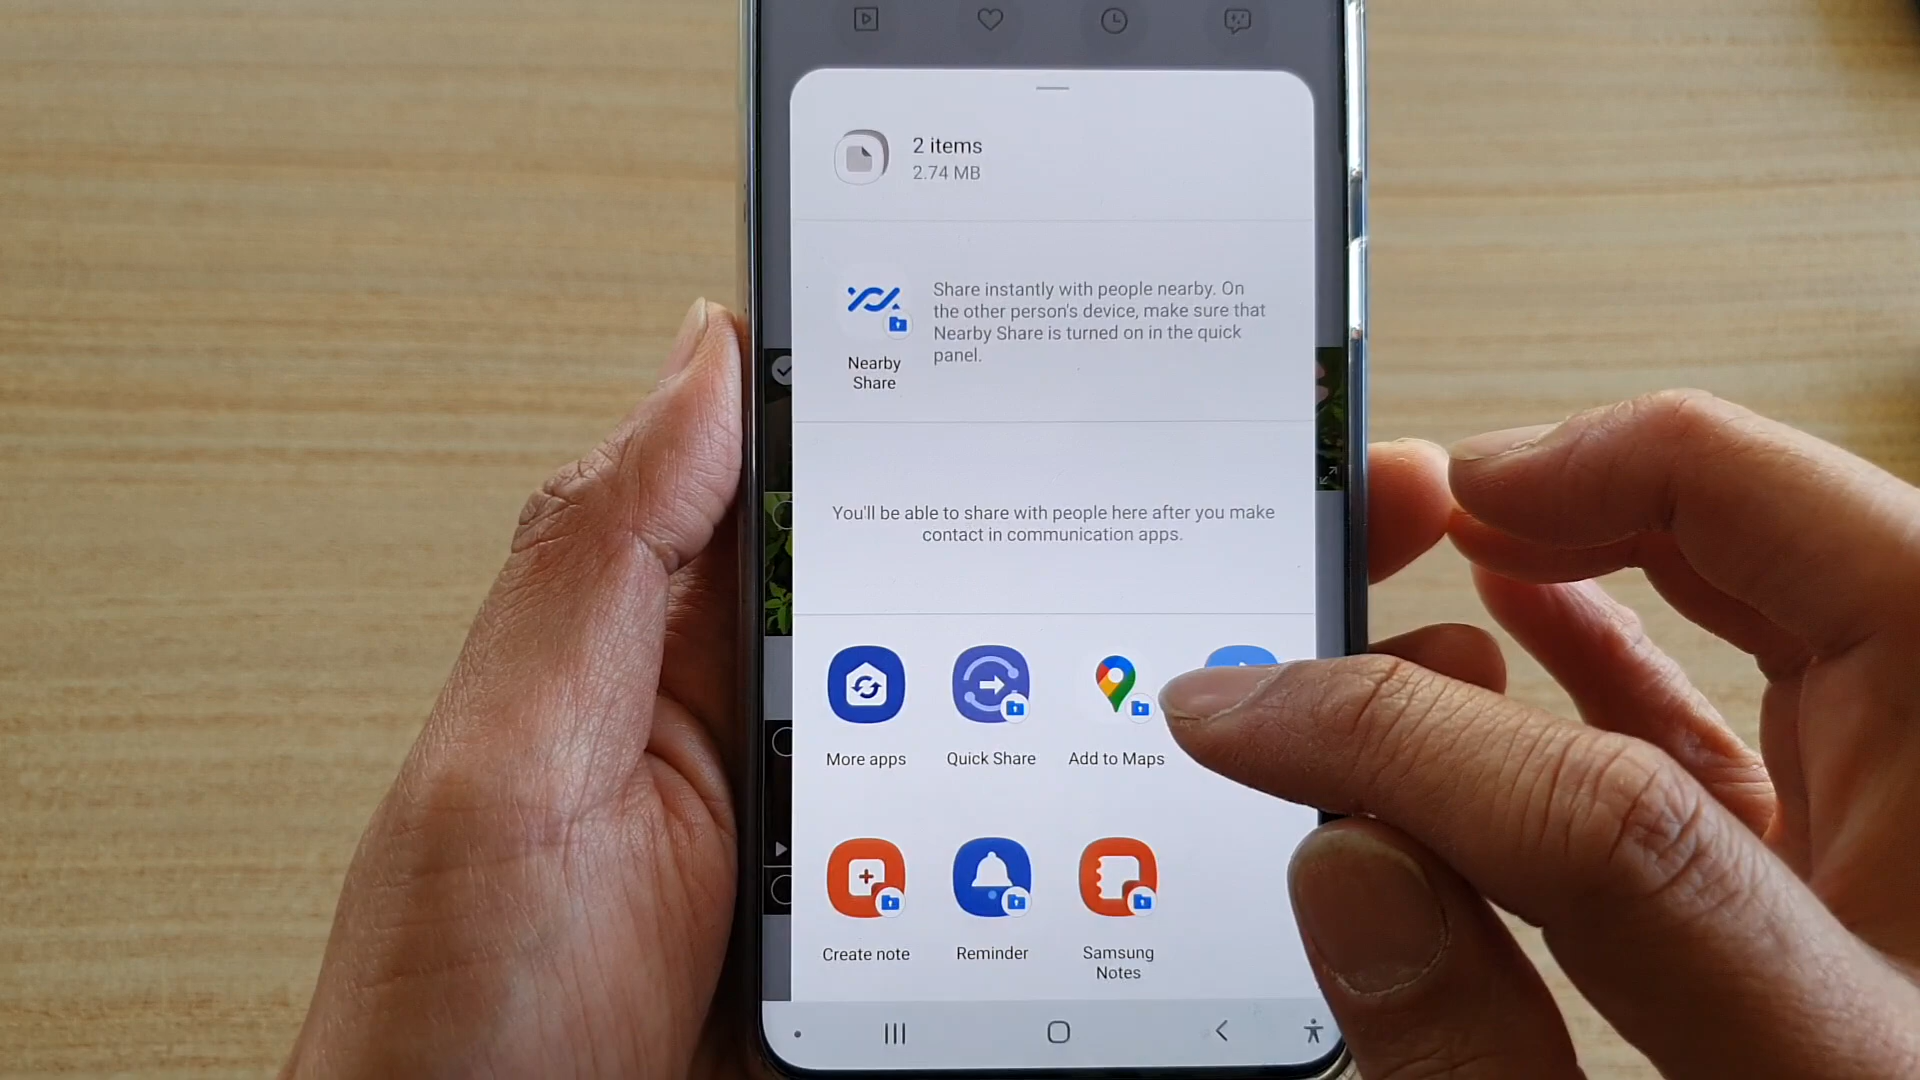 2 items
2.74 MB
Share instantly with people nearby. On
the other person's device, make sure that
Nearby Share is turned on in the quick
panel.
Nearby
Share
You'll be able to share with people here after you make
contact in communication apps.
More apps
Quick Share
Add to Maps
Create note
Reminder
Samsung
Notes